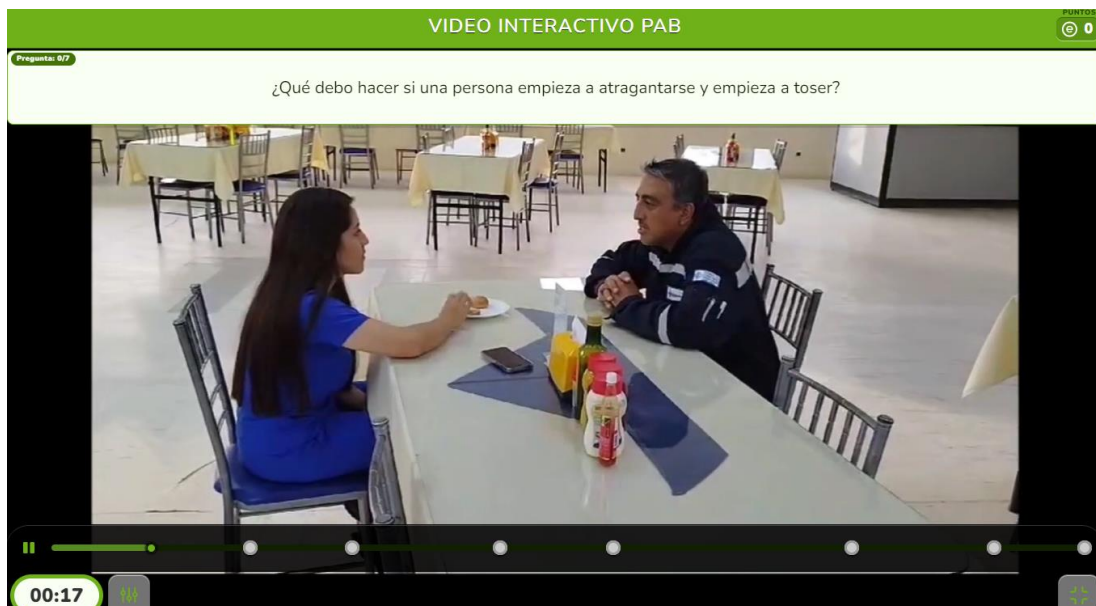 VIDEO INTERACTIVO PAB
PUNTOS
0
Pregunta: 0/7
¿Qué debo hacer si una persona empieza a atragantarse y empieza a toser?
00:17